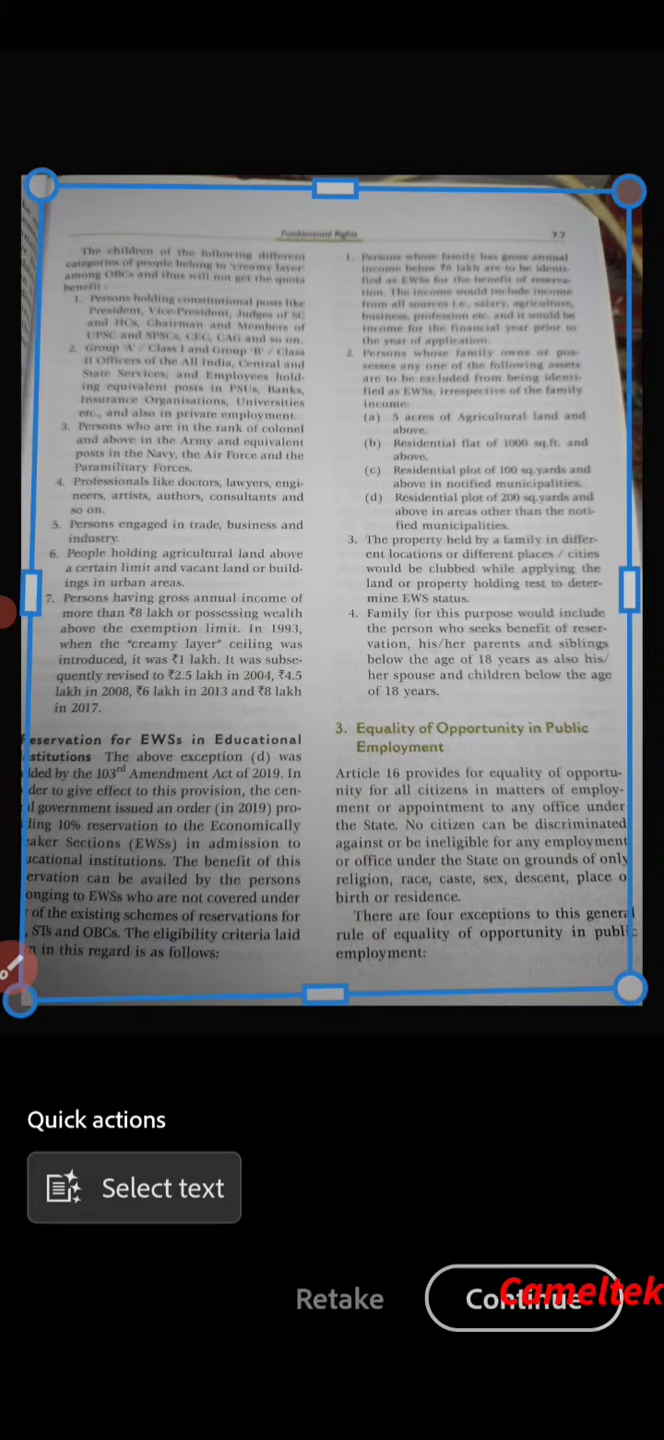 Fundamental Rights
7.7
The children of the following different
categories of people belong to 'creamy layer'
among OBCs and thus will not get the quota
benefit :
1. Persons holding constitutional posts like
President, Vice-President, Judges of SC
and HCs, Chairman and Members of
UPSC and SPSCs, CEC, CAG and so on.
2. Group 'A' / Class I and Group 'B' / Class
II Officers of the All India, Central and
State Services; and Employees hold-
ing equivalent posts in PSUs, Banks,
Insurance Organisations, Universities
etc., and also in private employment.
3. Persons who are in the rank of colonel
and above in the Army and equivalent
posts in the Navy, the Air Force and the
Paramilitary Forces.
4. Professionals like doctors, lawyers, engi-
neers, artists, authors, consultants and
so on.
5. Persons engaged in trade, business and
industry.
6. People holding agricultural land above
a certain limit and vacant land or build-
ings in urban areas.
7. Persons having gross annual income of
more than ₹8 lakh or possessing wealth
above the exemption limit. In 1993,
when the "creamy layer" ceiling was
introduced, it was ₹1 lakh. It was subse-
quently revised to ₹2.5 lakh in 2004, ₹4.5
lakh in 2008, ₹6 lakh in 2013 and ₹8 lakh
in 2017.
eservation for EWSs in Educational
stitutions The above exception (d) was
ded by the 103rd Amendment Act of 2019. In
der to give effect to this provision, the cen-
l government issued an order (in 2019) pro-
ding 10% reservation to the Economically
aker Sections (EWSs) in admission to
ucational institutions. The benefit of this
ervation can be availed by the persons
onging to EWSs who are not covered under
of the existing schemes of reservations for
, STs and OBCs. The eligibility criteria laid
n in this regard is as follows:
1. Persons whose family has gross annual
income below ₹8 lakh are to be identi-
fied as EWSs for the benefit of reserva-
tion. The income would include income
from all sources i.e., salary, agriculture,
business, profession etc. and it would be
income for the financial year prior to
the year of application.
2. Persons whose family owns or pos-
sesses any one of the following assets
are to be excluded from being identi-
fied as EWSs, irrespective of the family
income:
(a) 5 acres of Agricultural land and
above.
(b) Residential flat of 1000 sq.ft. and
above.
(c) Residential plot of 100 sq.yards and
above in notified municipalities.
(d) Residential plot of 200 sq.yards and
above in areas other than the noti-
fied municipalities.
3. The property held by a family in differ-
ent locations or different places / cities
would be clubbed while applying the
land or property holding test to deter-
mine EWS status.
4. Family for this purpose would include
the person who seeks benefit of reser-
vation, his/her parents and siblings
below the age of 18 years as also his/
her spouse and children below the age
of 18 years.
3. Equality of Opportunity in Public
Employment
Article 16 provides for equality of opportu-
nity for all citizens in matters of employ-
ment or appointment to any office under
the State. No citizen can be discriminated
against or be ineligible for any employment
or office under the State on grounds of only
religion, race, caste, sex, descent, place o
birth or residence.
There are four exceptions to this general
rule of equality of opportunity in public
employment:
Quick actions
Select text
Retake
Continue
Cameltek